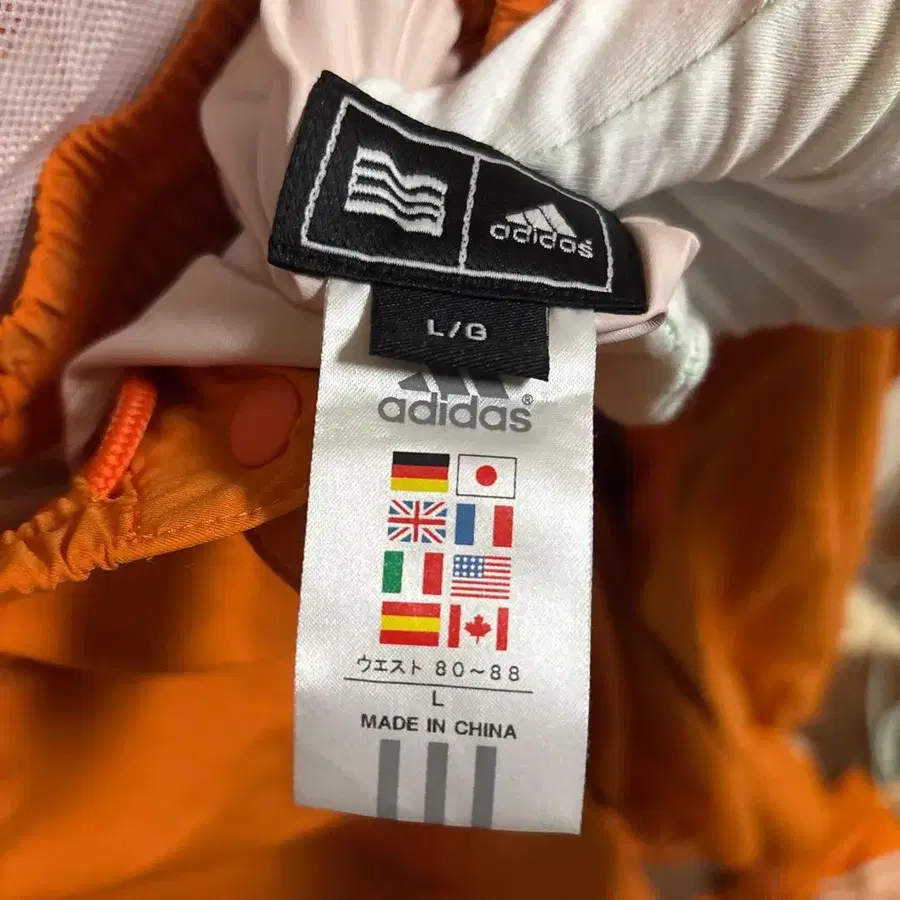 adidas
L/G
adidas®
ウエスト 80～88
L
MADE IN CHINA